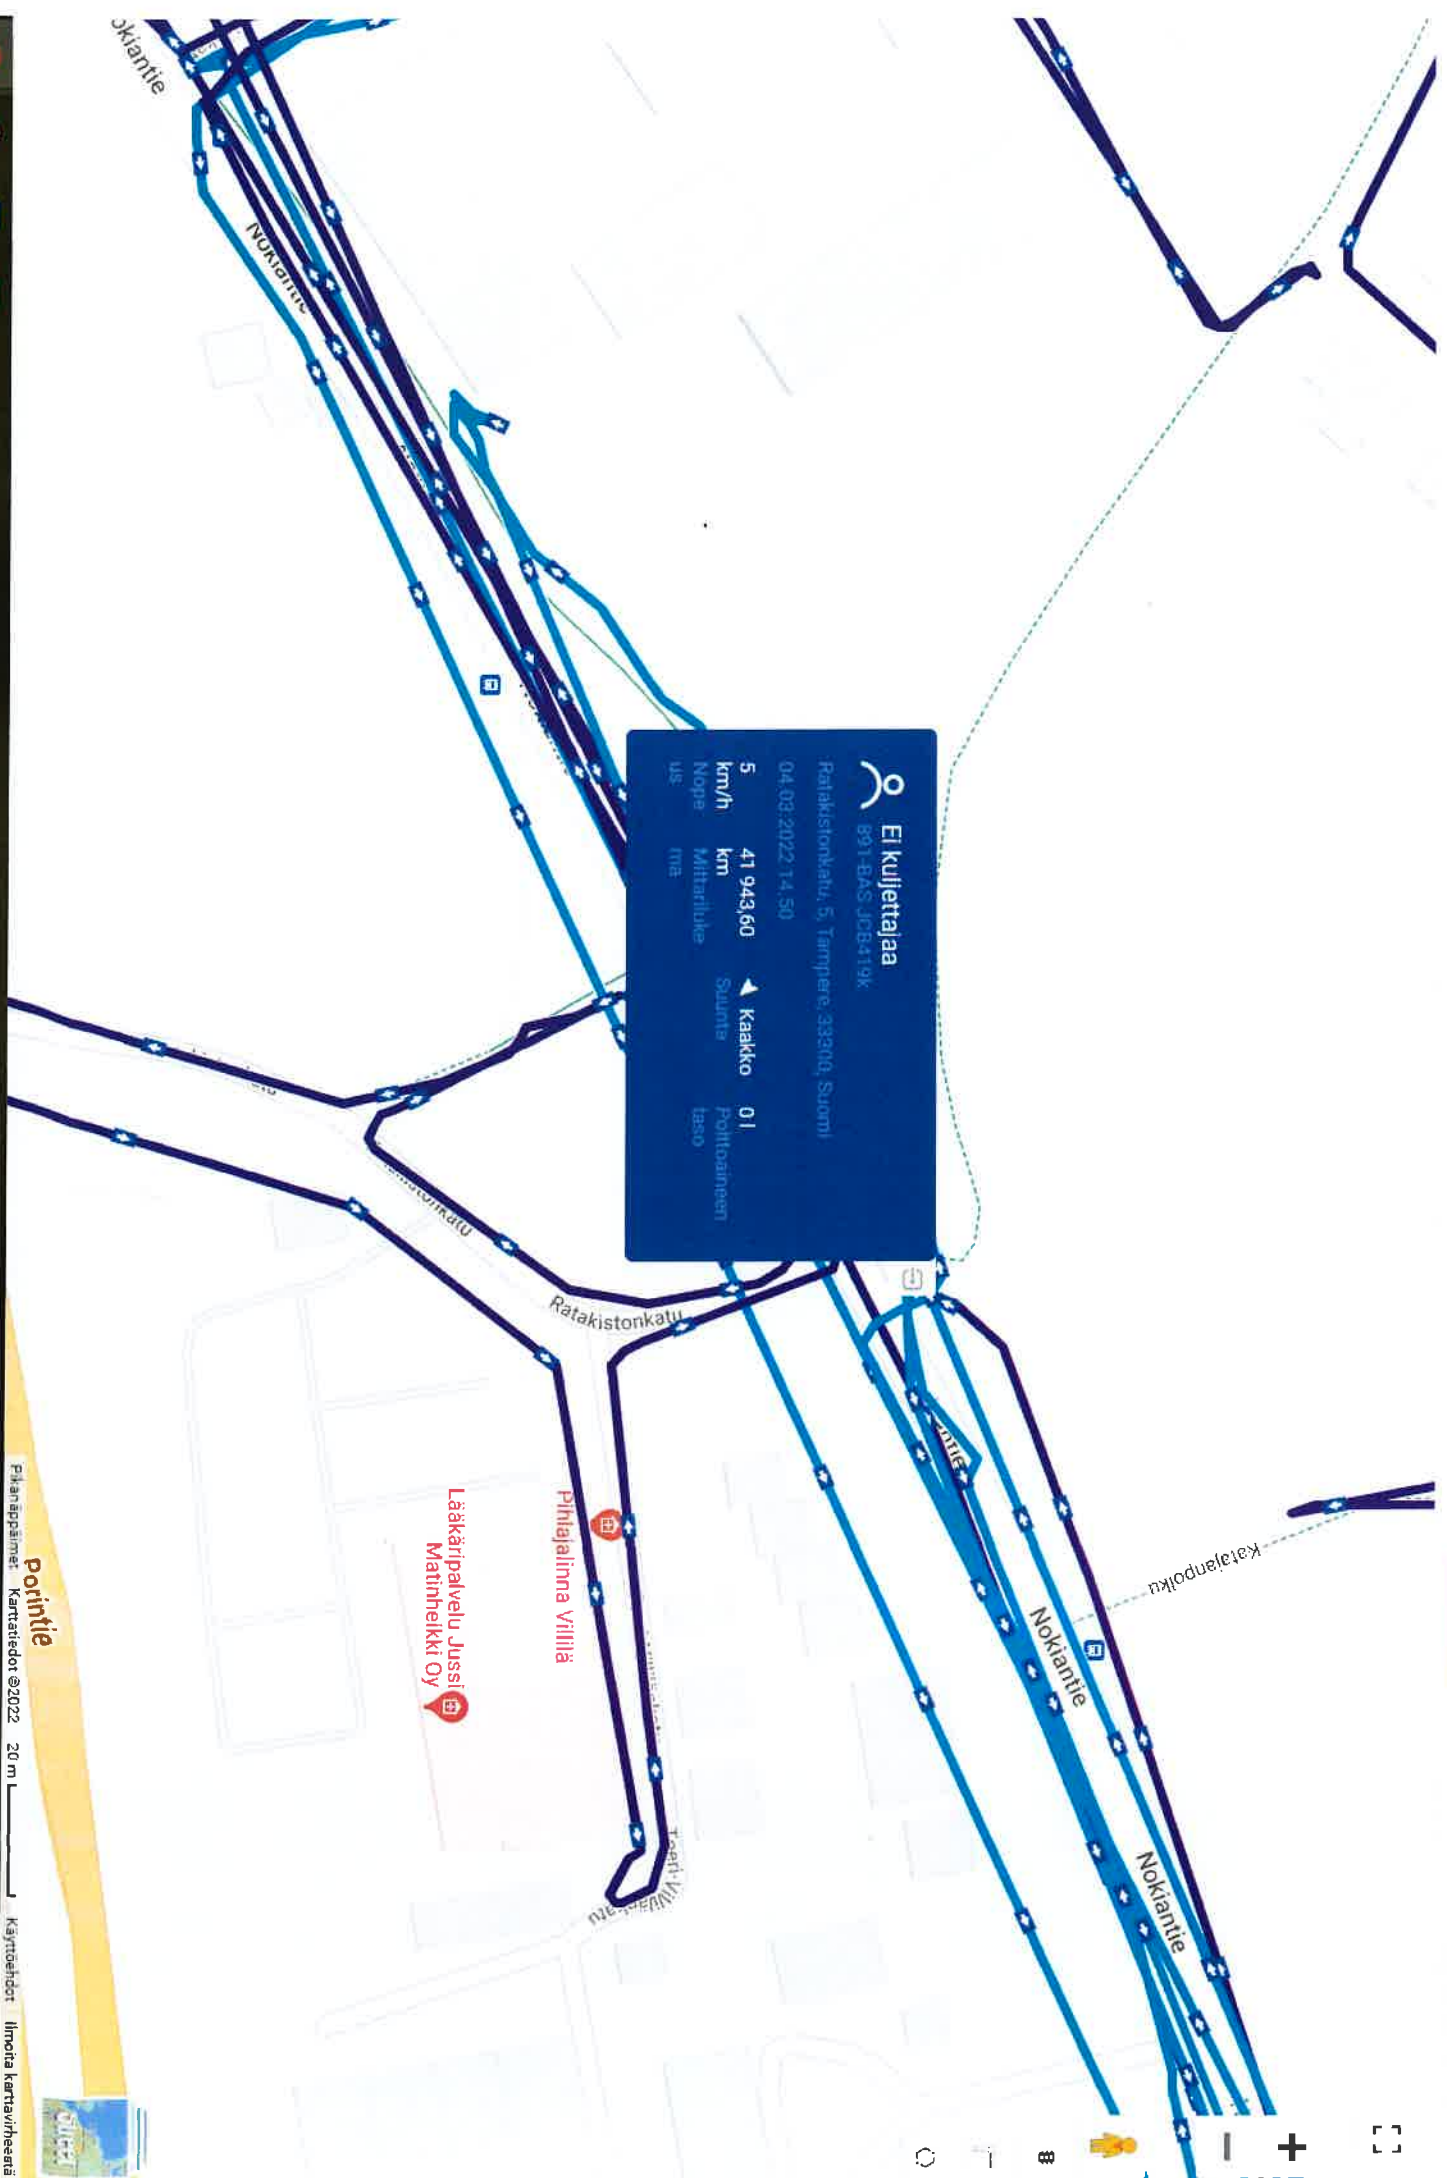 Ei kuljettajaa
891-BAS JCB419k
Ratakistonkatu, 5, Tampere, 33300, Suomi
04.03.2022 14.50
5 km/h
Nopeus
41 943,60 km
Mittarilukema
Kaakko
Suunta
0 l
Polttoaineen
taso
okiantie
Nokiantie
Ratakistonkatu
Pihlajalinna Villilä
Lääkäripalvelu Jussi
Matinheikki Oy
Katajanpolku
Nokiantie
Nokiantie
Porintie
Pikanäppäimet
Karttatiedot ©2022
20 m
Käyttöehdot
Ilmoita karttavirheestä